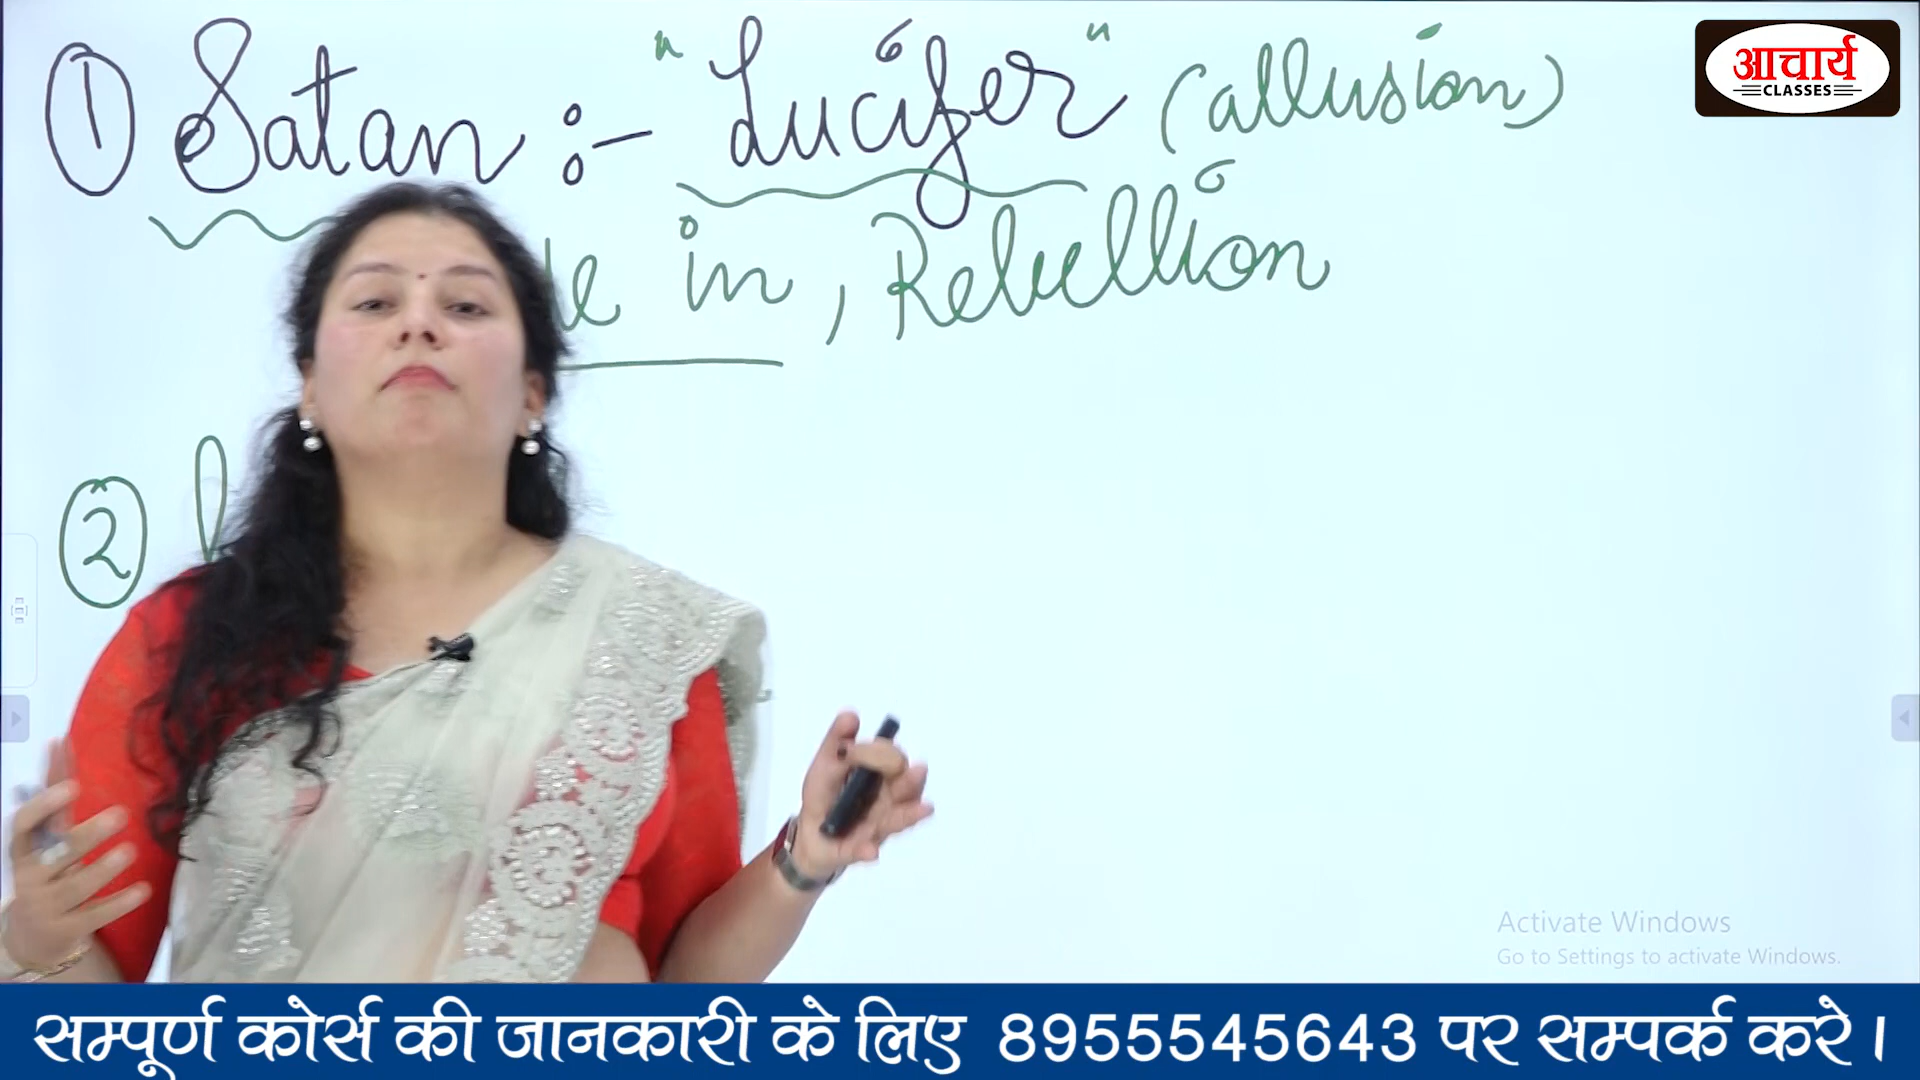 ① Satan :- "Lucifer" (allusion)
in, Rebellion
②
आचार्य
CLASSES
Activate Windows
Go to Settings to activate Windows.
सम्पूर्ण कोर्स की जानकारी के लिए 8955545643 पर सम्पर्क करे ।